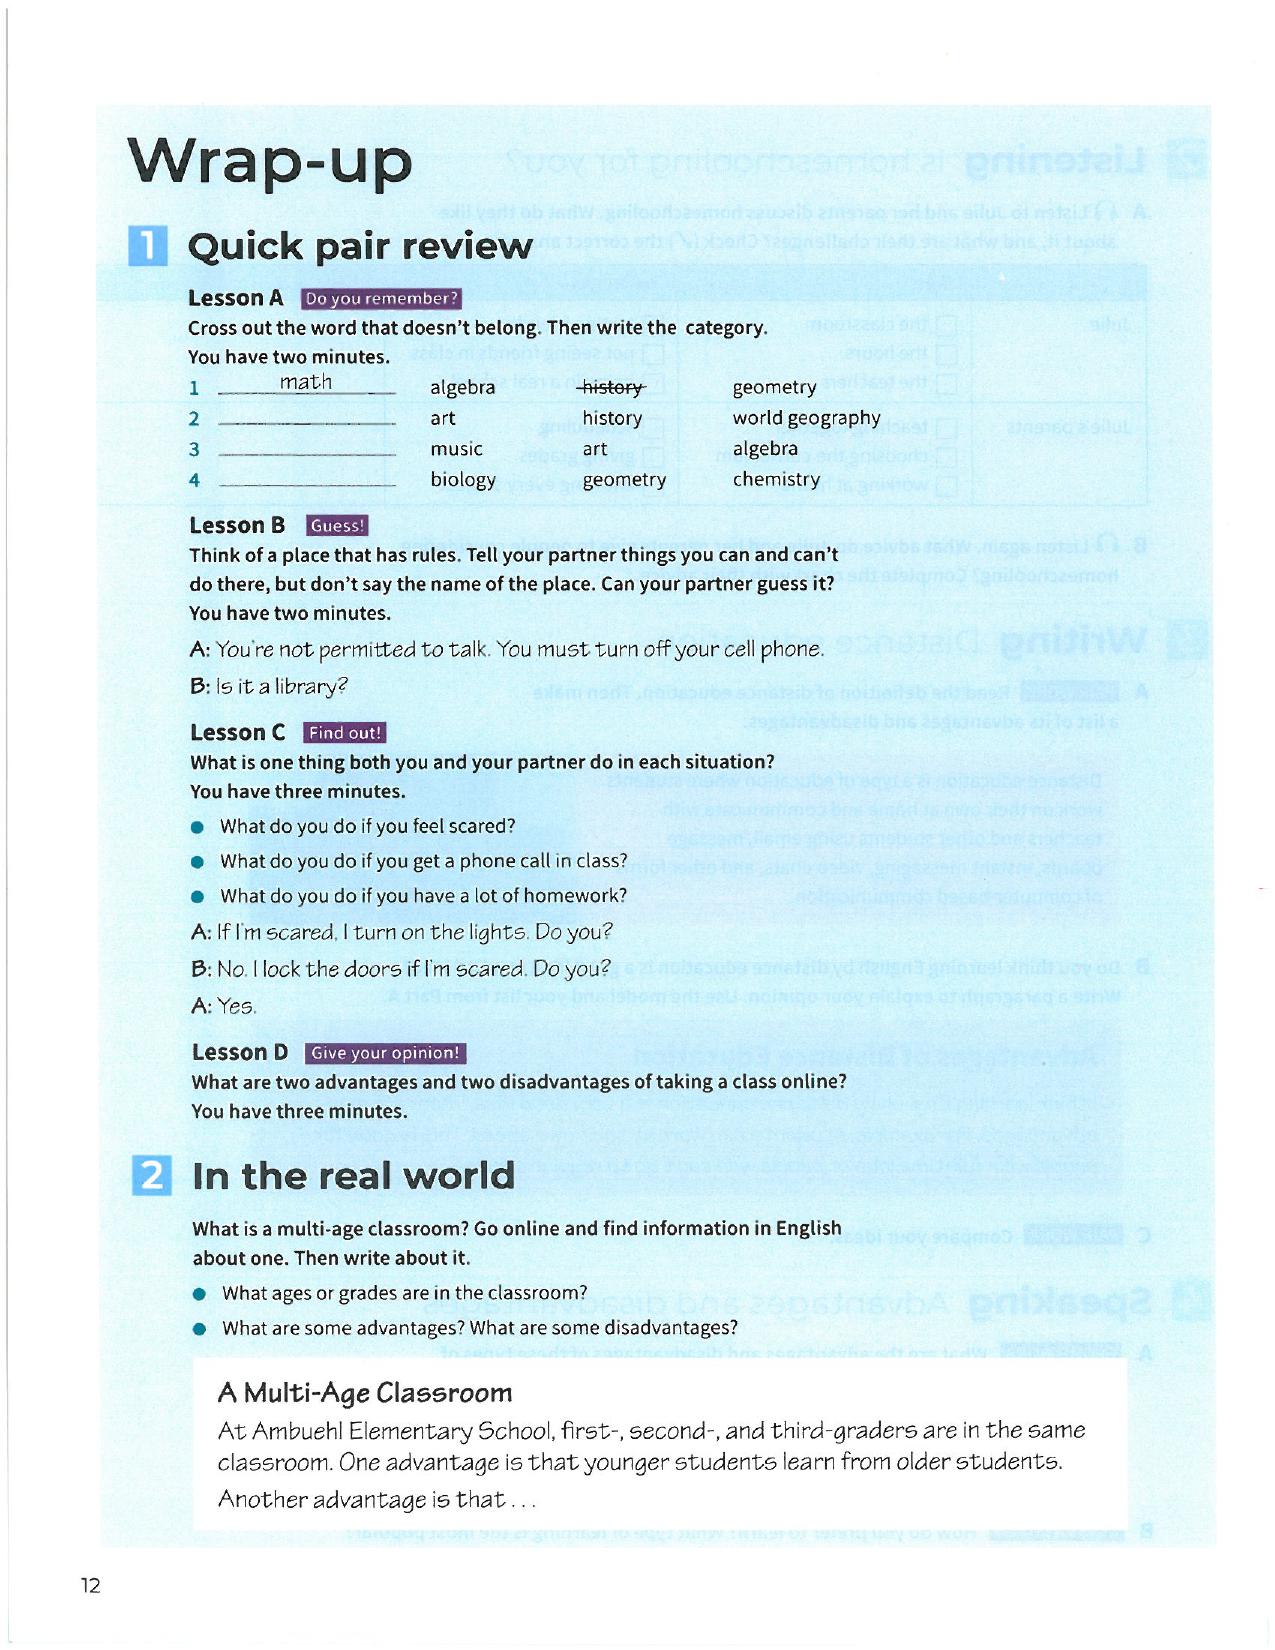 Wrap-up
1 Quick pair review
Lesson A Do you remember?
Cross out the word that doesn't belong. Then write the category.
You have two minutes.
1 math algebra history geometry
2 art history world geography
3 music art algebra
4 biology geometry chemistry
Lesson B Guess!
Think of a place that has rules. Tell your partner things you can and can't
do there, but don't say the name of the place. Can your partner guess it?
You have two minutes.
A: You're not permitted to talk. You must turn off your cell phone.
B: Is it a library?
Lesson C Find out!
What is one thing both you and your partner do in each situation?
You have three minutes.
● What do you do if you feel scared?
● What do you do if you get a phone call in class?
● What do you do if you have a lot of homework?
A: If I'm scared, I turn on the lights. Do you?
B: No. I lock the doors if I'm scared. Do you?
A: Yes.
Lesson D Give your opinion!
What are two advantages and two disadvantages of taking a class online?
You have three minutes.
2 In the real world
What is a multi-age classroom? Go online and find information in English
about one. Then write about it.
● What ages or grades are in the classroom?
● What are some advantages? What are some disadvantages?
A Multi-Age Classroom
At Ambuehl Elementary School, first-, second-, and third-graders are in the same
classroom. One advantage is that younger students learn from older students.
Another advantage is that . . .
12